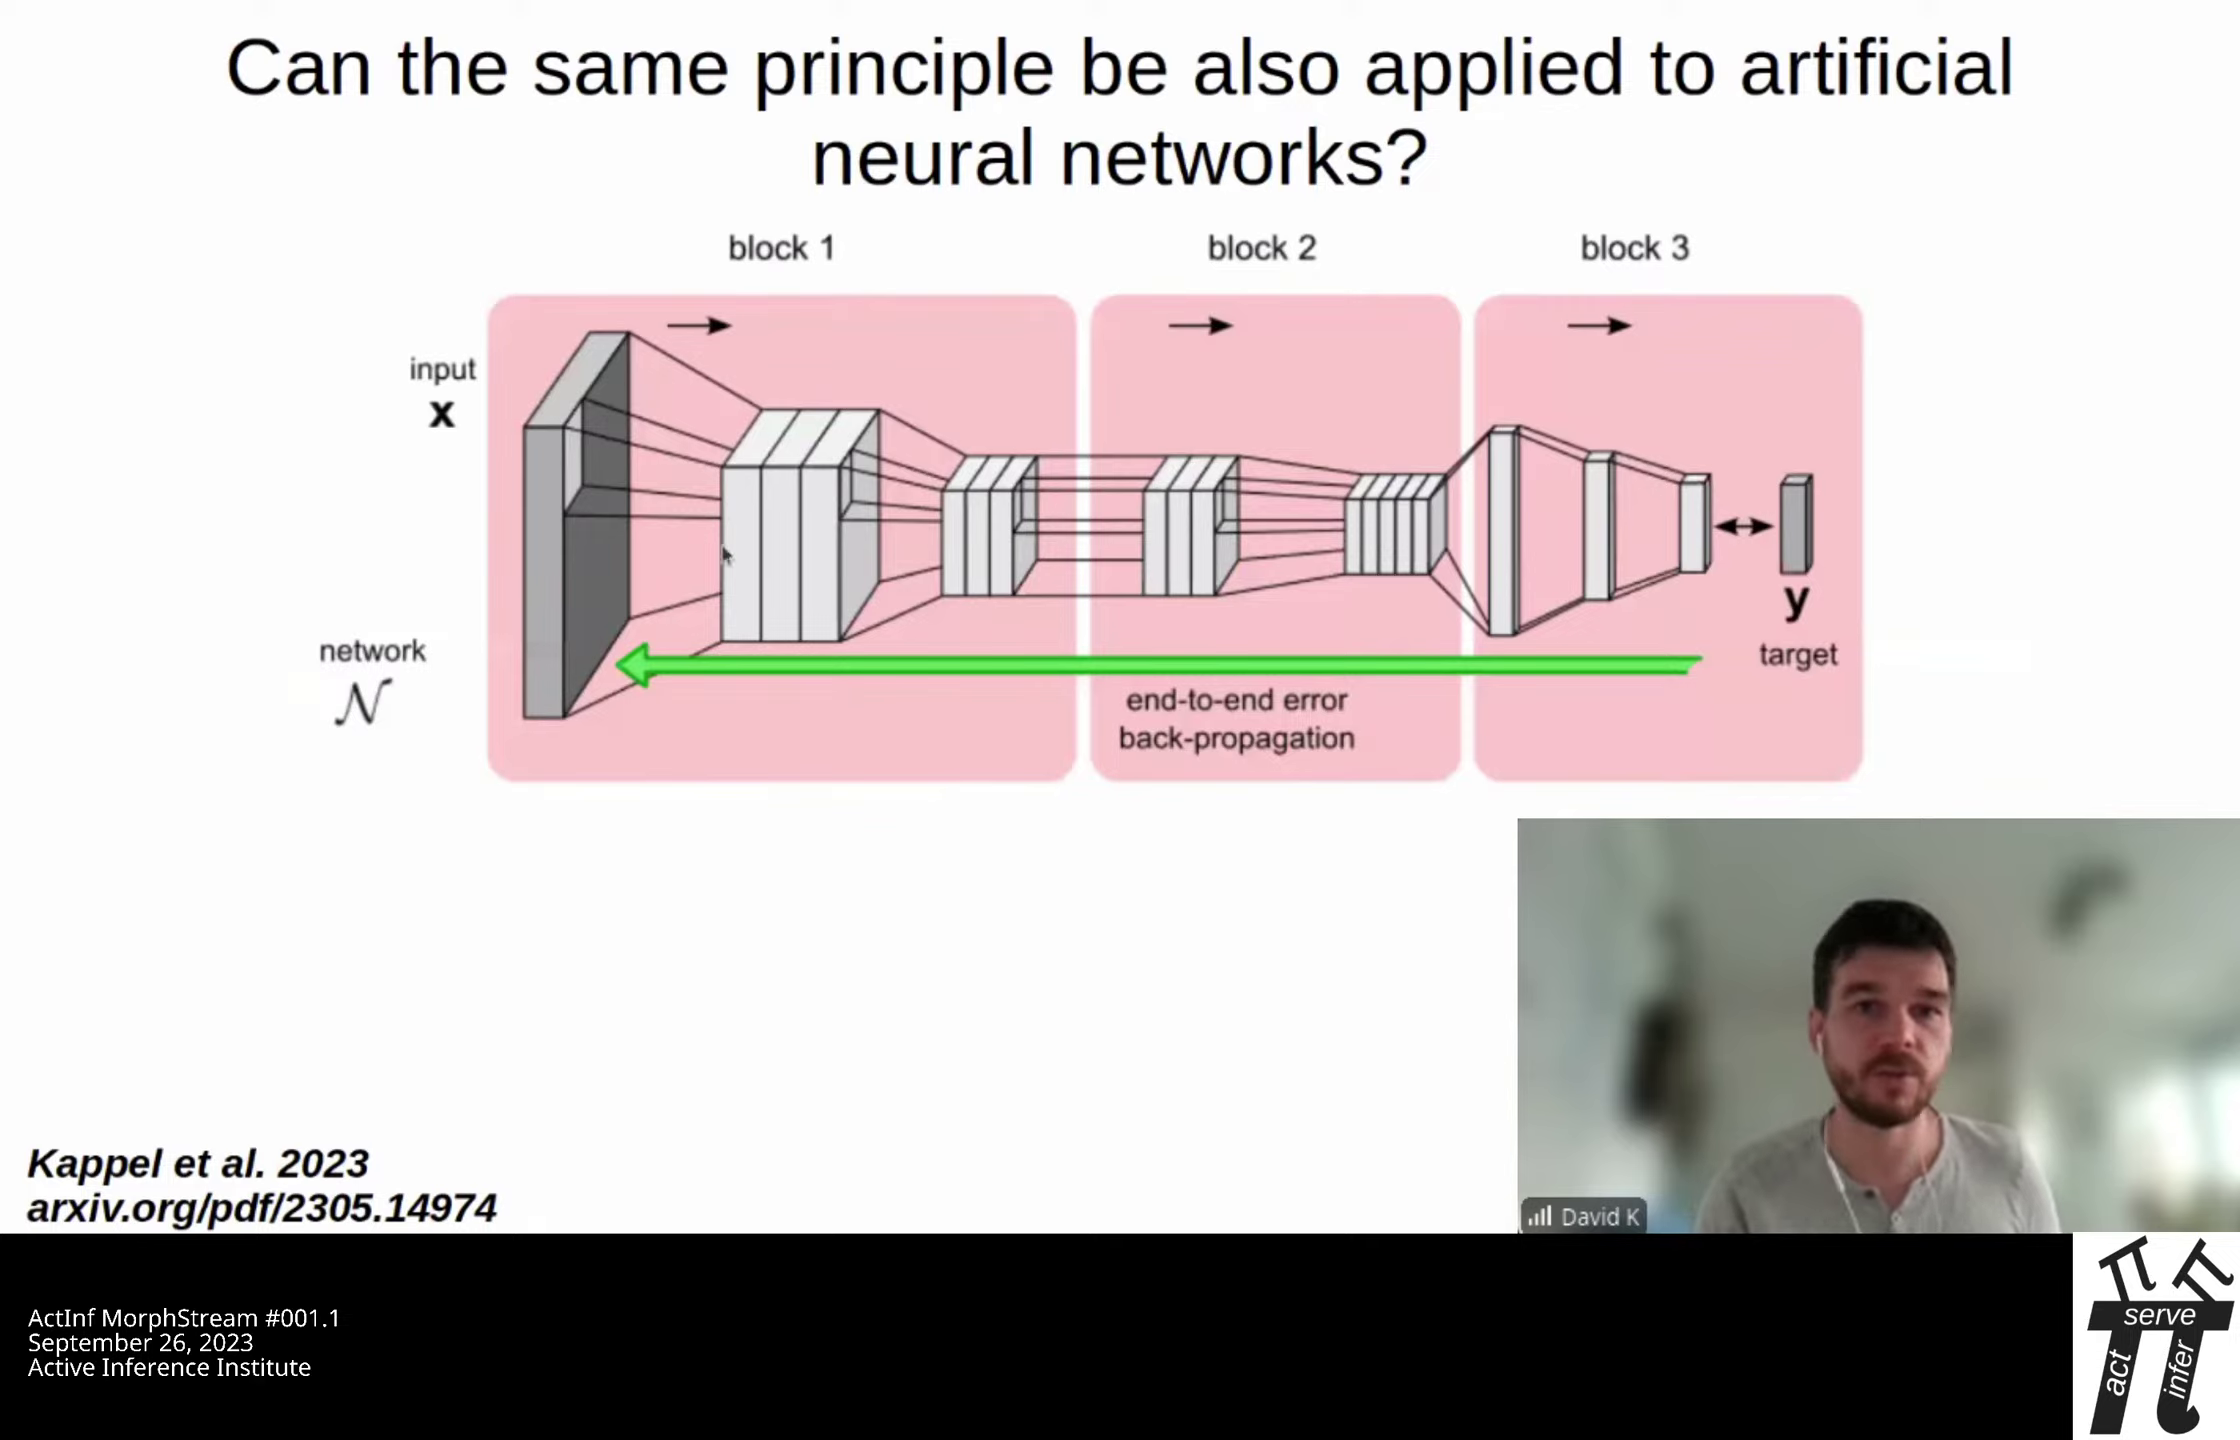 Can the same principle be also applied to artificial
neural networks?
block 1
block 2
block 3
input
x
network
𝒩
y
target
end-to-end error
back-propagation
Kappel et al. 2023
arxiv.org/pdf/2305.14974
David K
ActInf MorphStream #001.1
September 26, 2023
Active Inference Institute
serve
act
infer